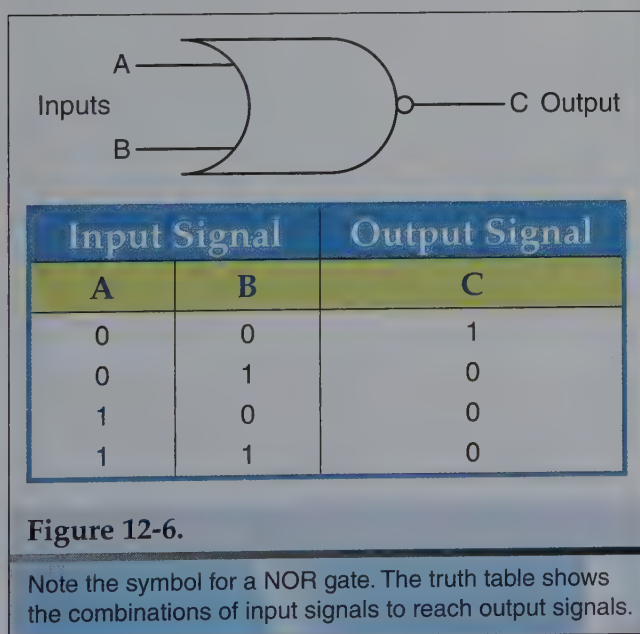 A
Inputs
C Output
B
Input Signal Output Signal
A B C
0 0 1
0 1 0
1 0 0
1 1 0
Figure 12-6.
Note the symbol for a NOR gate. The truth table shows
the combinations of input signals to reach output signals.